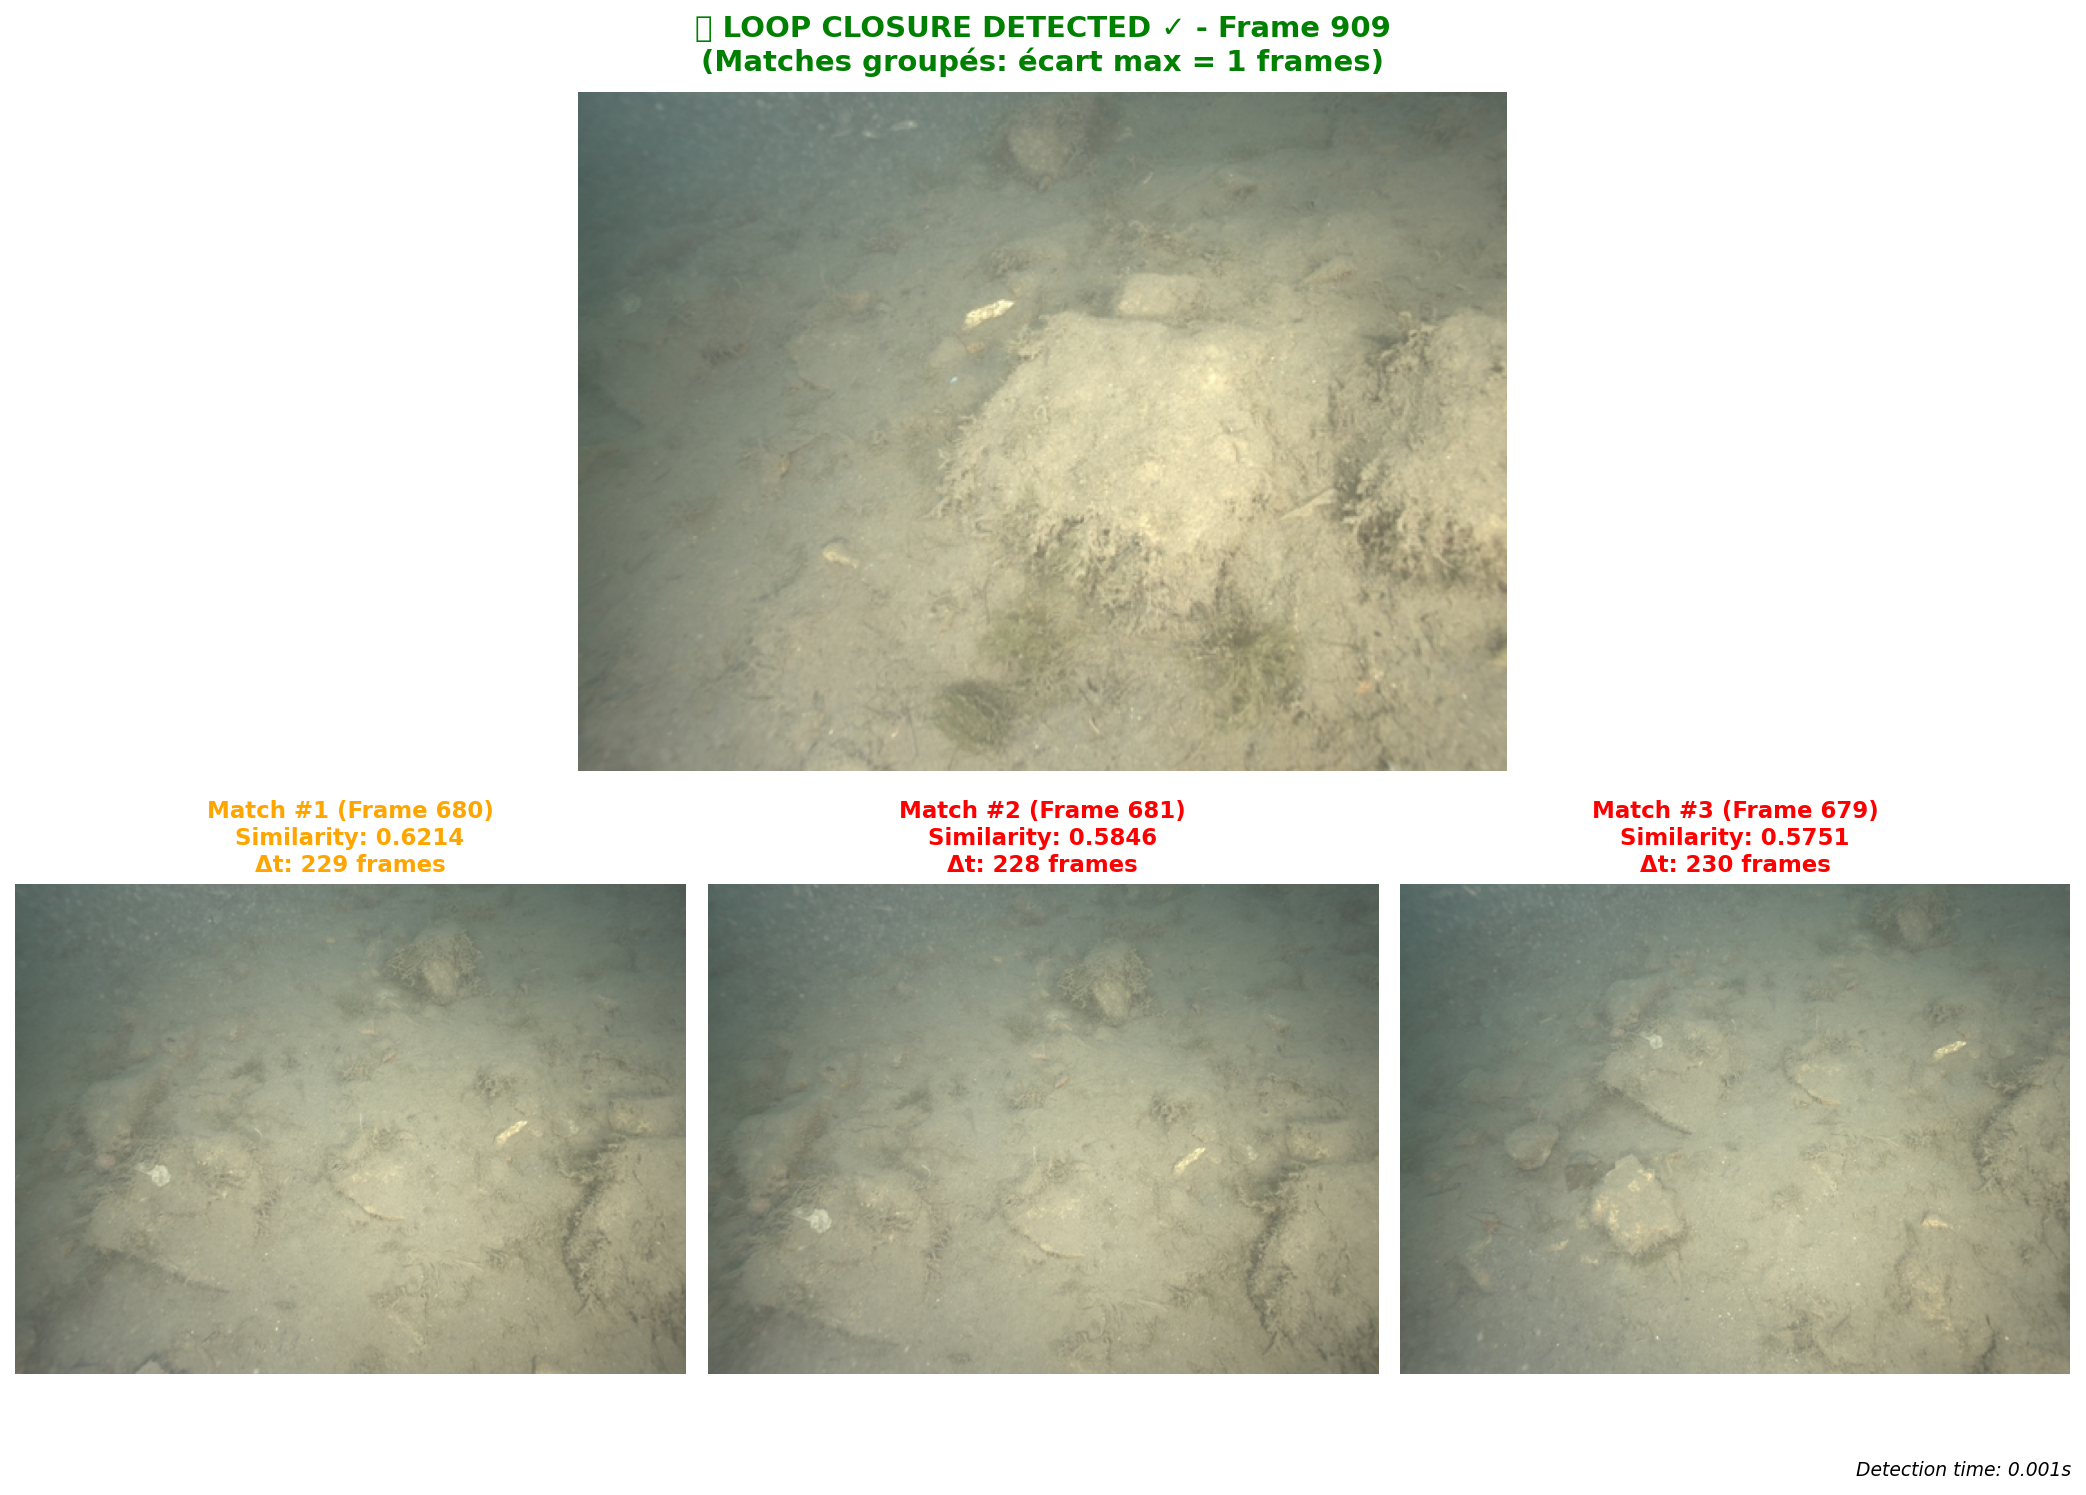 LOOP CLOSURE DETECTED ✓ - Frame 909
(Matches groupés: écart max = 1 frames)
Match #1 (Frame 680)
Similarity: 0.6214
Δt: 229 frames
Match #2 (Frame 681)
Similarity: 0.5846
Δt: 228 frames
Match #3 (Frame 679)
Similarity: 0.5751
Δt: 230 frames
Detection time: 0.001s